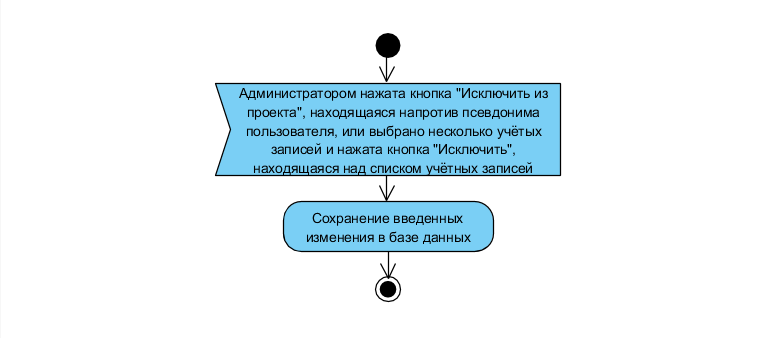 Администратором нажата кнопка "Исключить из
проекта", находящаяся напротив псевдонима
пользователя, или выбрано несколько учётых
записей и нажата кнопка "Исключить",
находящаяся над списком учётных записей
Сохранение введенных
изменения в базе данных